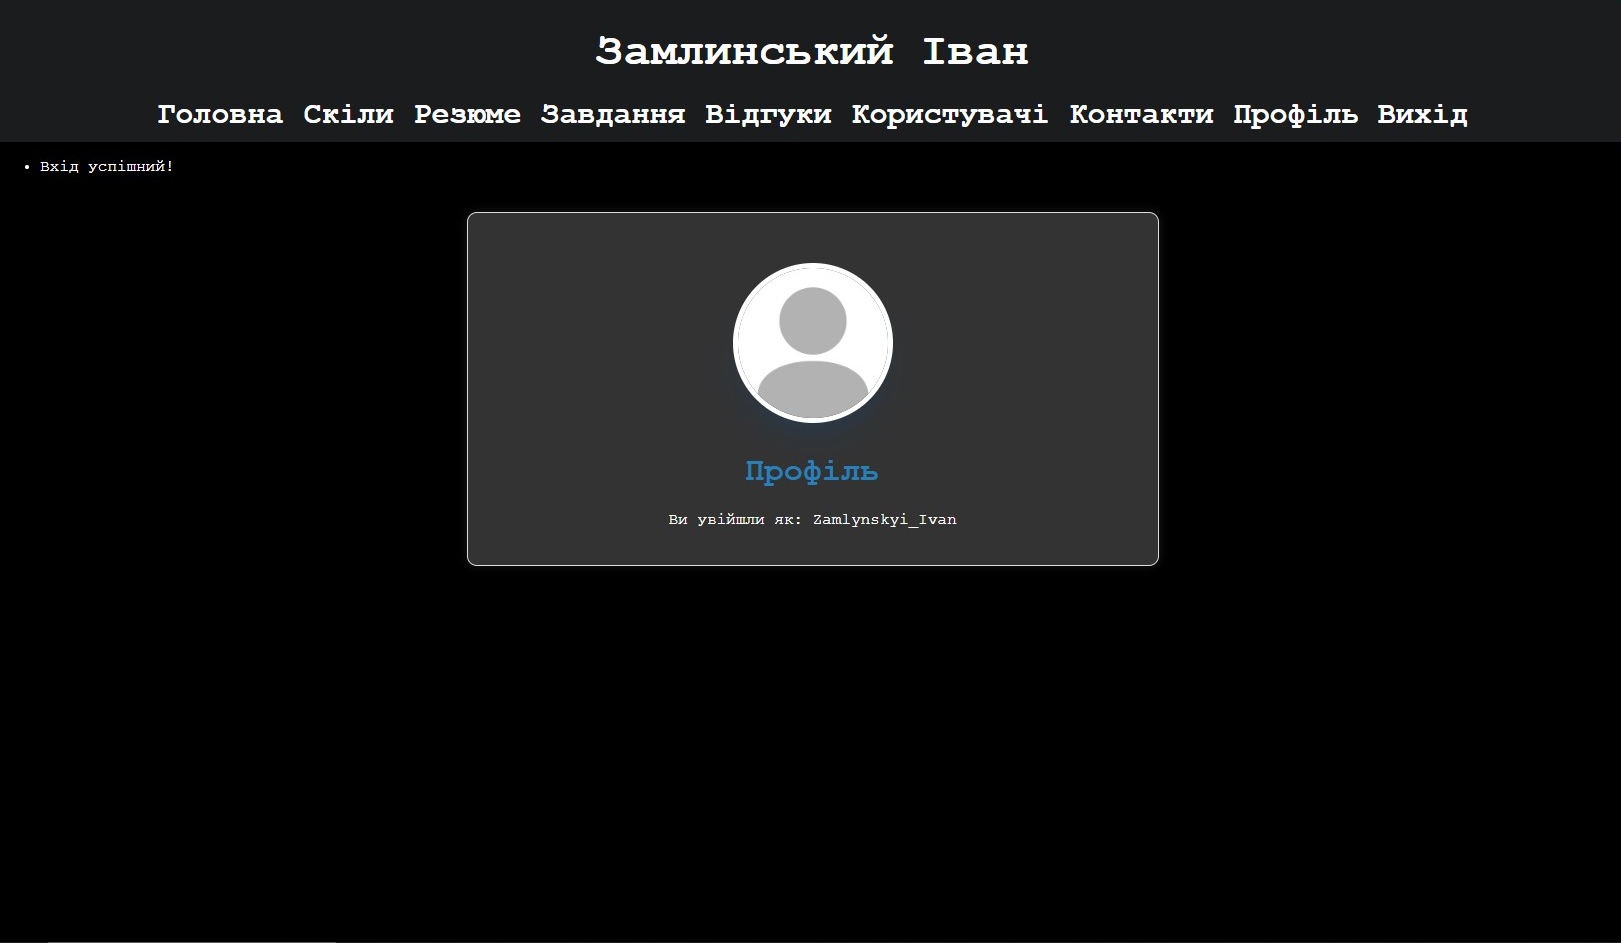 Замлинський Іван
Головна Скіли Резюме Завдання Відгуки Користувачі Контакти Профіль Вихід
Вхід успішний!
Профіль
Ви увійшли як: Zamlynskyi_Ivan